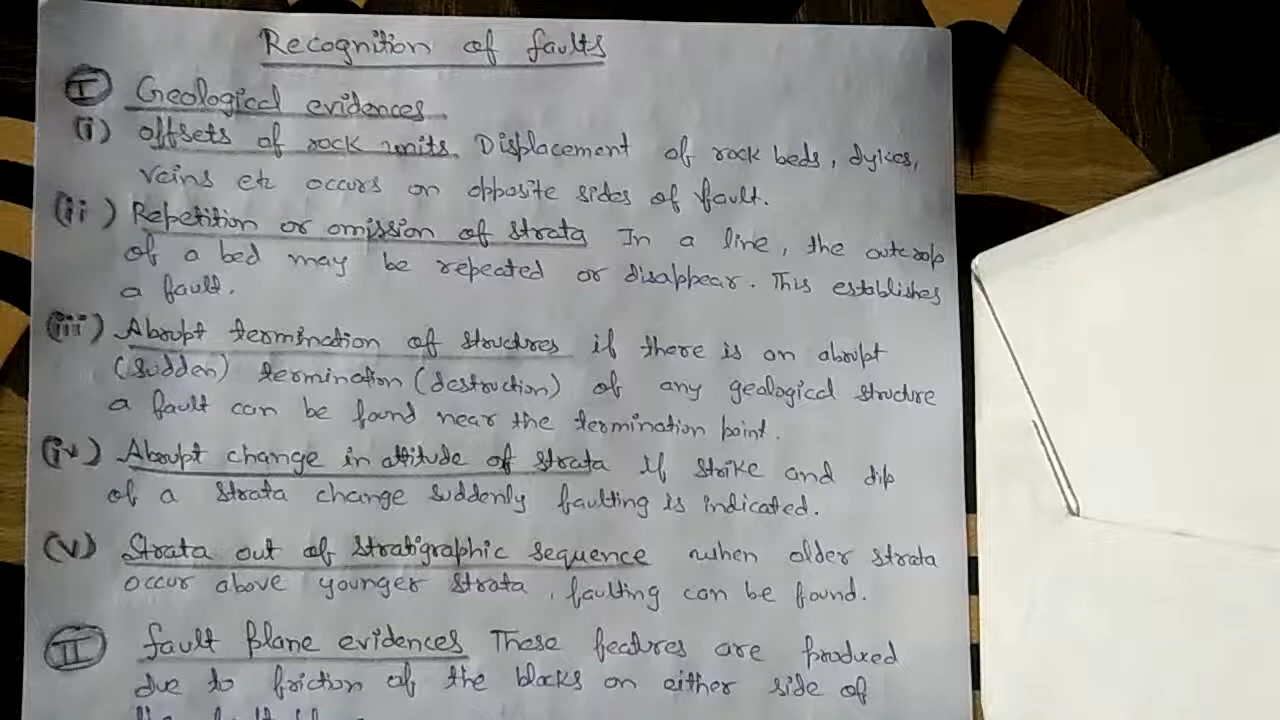 Recognition of faults
I Geological evidences
(i) Offsets of rock units. Displacement of rock beds, dykes,
veins etc occurs on opposite sides of fault.
(ii) Repetition or omission of strata In a line, the outcrop
of a bed may be repeated or disappear. This establishes
a fault.
(iii) Abrupt termination of structures if there is an abrupt
(sudden) termination (destruction) of any geological structure
a fault can be found near the termination point.
(iv) Abrupt change in attitude of strata if strike and dip
of a strata change suddenly faulting is indicated.
(v) Strata out of stratigraphic sequence when older strata
occur above younger strata, faulting can be found.
II fault plane evidences These features are produced
due to friction of the blocks on either side of